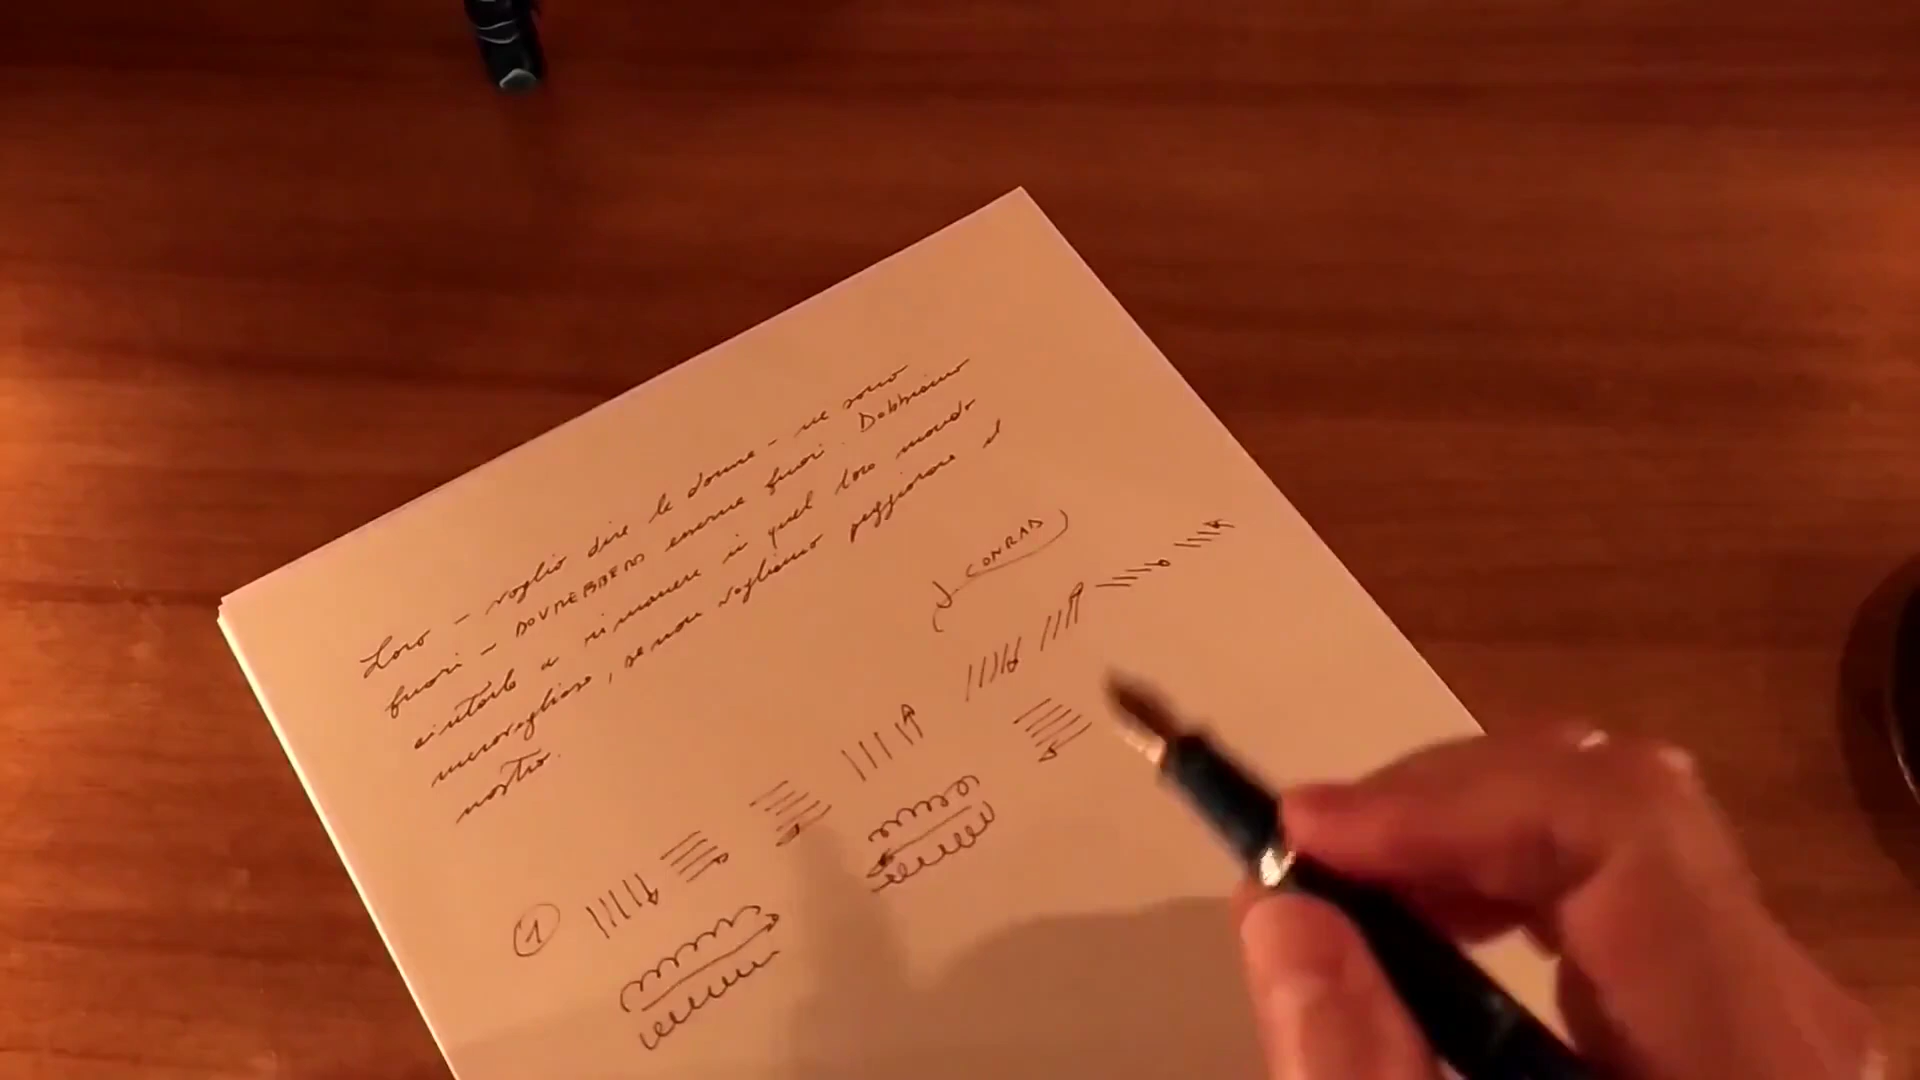 Loro - voglio dire le donne - ne sono
fuori - DOVREBBERO esserne fuori. Dobbiamo
aiutarle a rimanere in quel loro mondo
meraviglioso, se non vogliamo peggiorare il
nostro.
J. CONRAD
1